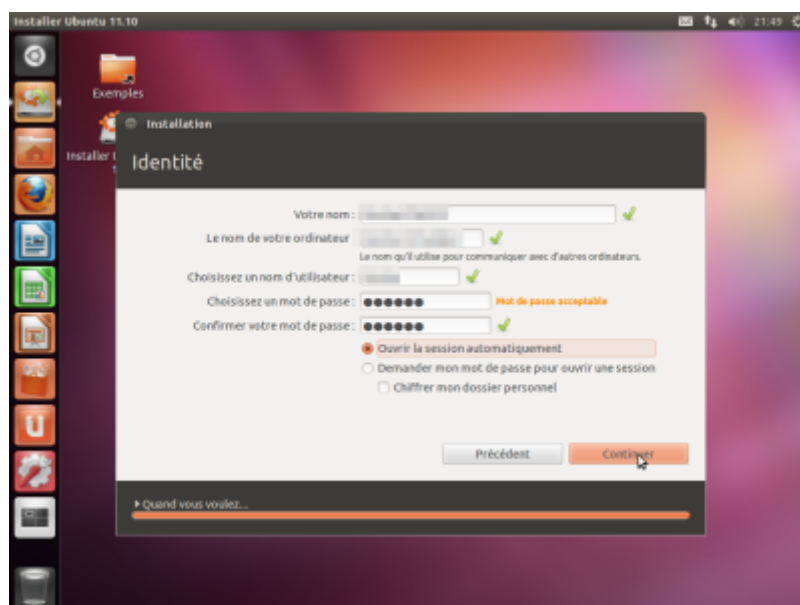 Installer Ubuntu 11.10
21:49
Exemples
Installer
Installation
Identité
Votre nom :
Le nom de votre ordinateur
Le nom qu'il utilise pour communiquer avec d'autres ordinateurs.
Choisissez un nom d'utilisateur :
Choisissez un mot de passe : ●●●●●● Mot de passe acceptable
Confirmer votre mot de passe : ●●●●●●
Ouvrir la session automatiquement
Demander mon mot de passe pour ouvrir une session
Chiffrer mon dossier personnel
Précédent Continuer
Quand vous voulez...